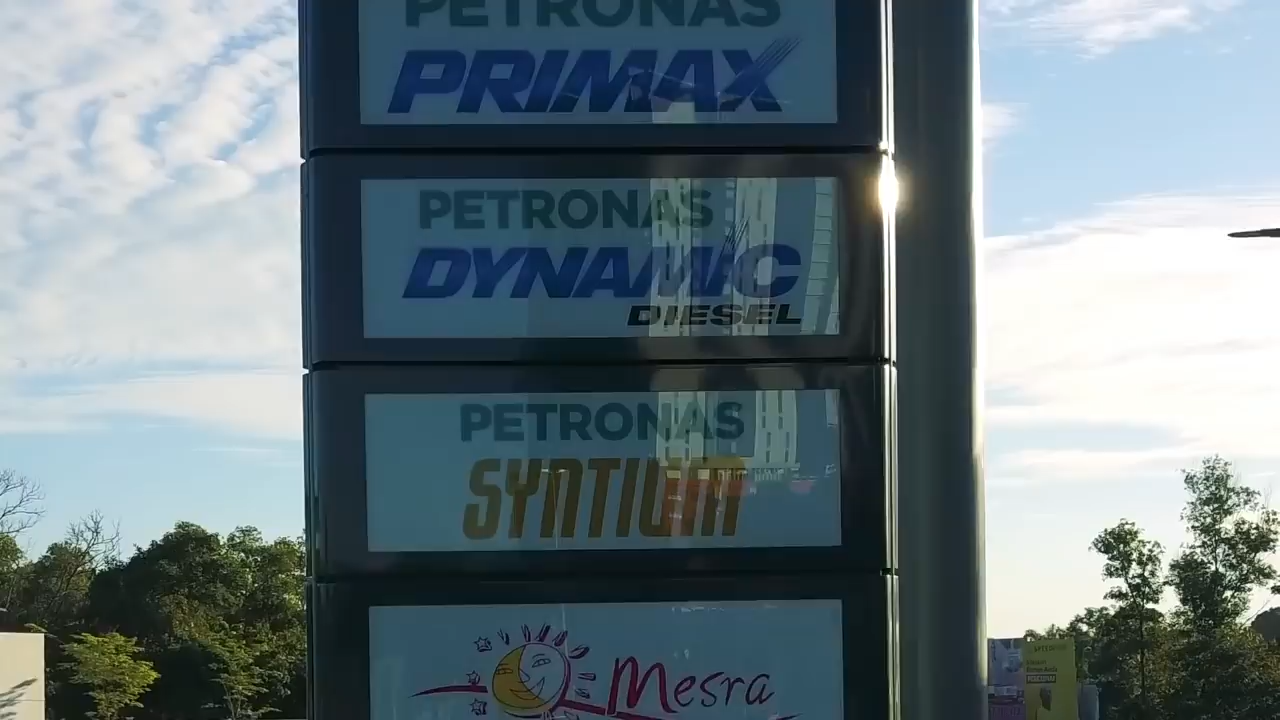 PETRONAS
PRIMAX
PETRONAS
DYNAMIC
DIESEL
PETRONAS
SYNTIUM
Mesra